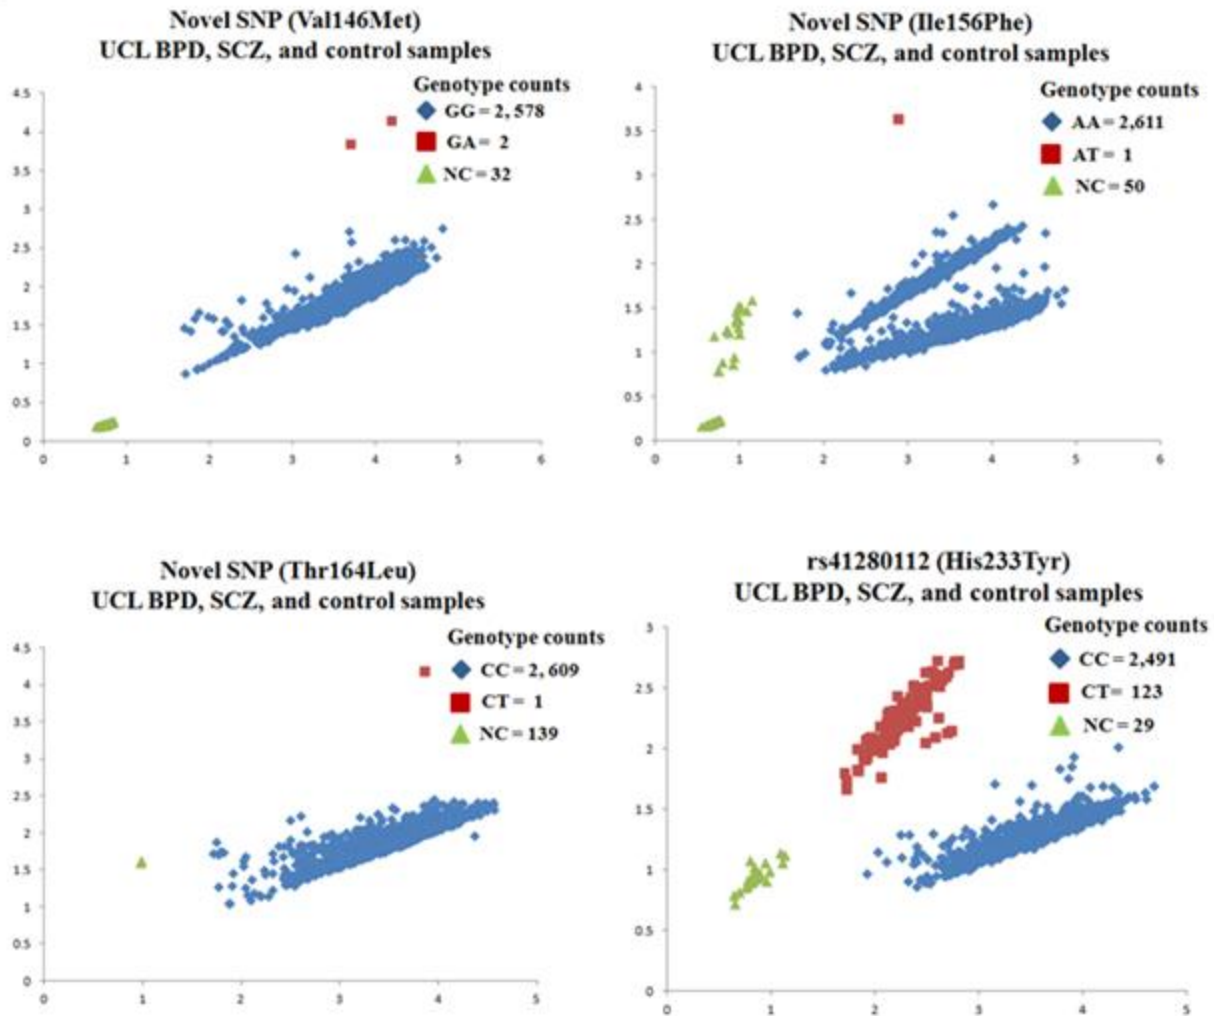 Novel SNP (Val146Met)
UCL BPD, SCZ, and control samples
Genotype counts
GG = 2, 578
GA = 2
NC = 32
4.5
4
3.5
3
2.5
2
1.5
1
0.5
0
0 1 2 3 4 5 6
Novel SNP (Ile156Phe)
UCL BPD, SCZ, and control samples
Genotype counts
AA = 2,611
AT = 1
NC = 50
4
3.5
3
2.5
2
1.5
1
0.5
0
0 1 2 3 4 5 6
Novel SNP (Thr164Leu)
UCL BPD, SCZ, and control samples
Genotype counts
CC = 2, 609
CT = 1
NC = 139
4.5
4
3.5
3
2.5
2
1.5
1
0.5
0
0 1 2 3 4 5
rs41280112 (His233Tyr)
UCL BPD, SCZ, and control samples
Genotype counts
CC = 2,491
CT = 123
NC = 29
3
2.5
2
1.5
1
0.5
0
0 1 2 3 4 5